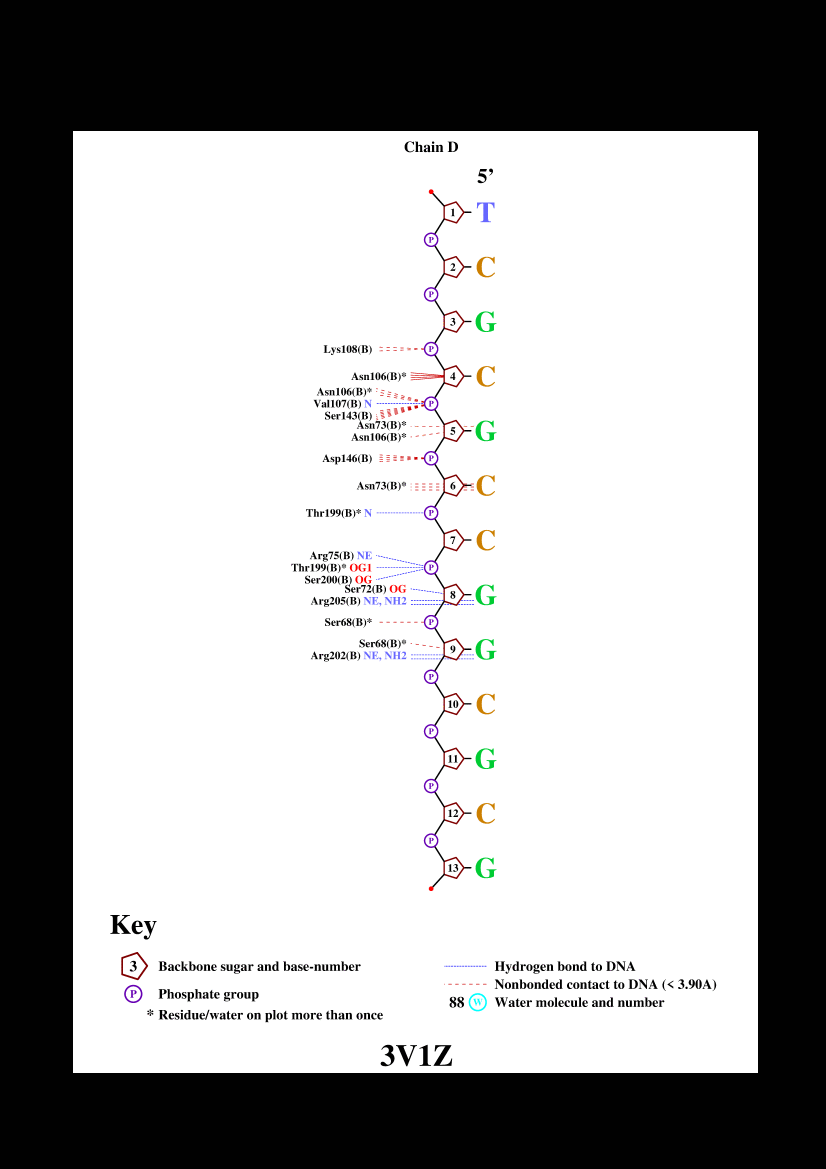 Chain D
5’
1 T
P
2 C
P
3 G
Lys108(B) P
Asn106(B)* 4 C
Asn106(B)*
Val107(B) N P
Ser143(B)
Asn73(B)*
5 G
Asn106(B)*
Asp146(B) P
Asn73(B)* 6 C
Thr199(B)* N P
7 C
Arg75(B) NE
Thr199(B)* OG1 P
Ser200(B) OG
Ser72(B) OG
8 G
Arg205(B) NE, NH2
Ser68(B)* P
Ser68(B)*
9 G
Arg202(B) NE, NH2
P
10 C
P
11 G
P
12 C
P
13 G
Key
3 Backbone sugar and base-number
P Phosphate group
* Residue/water on plot more than once
Hydrogen bond to DNA
Nonbonded contact to DNA (< 3.90A)
88 W Water molecule and number
3V1Z